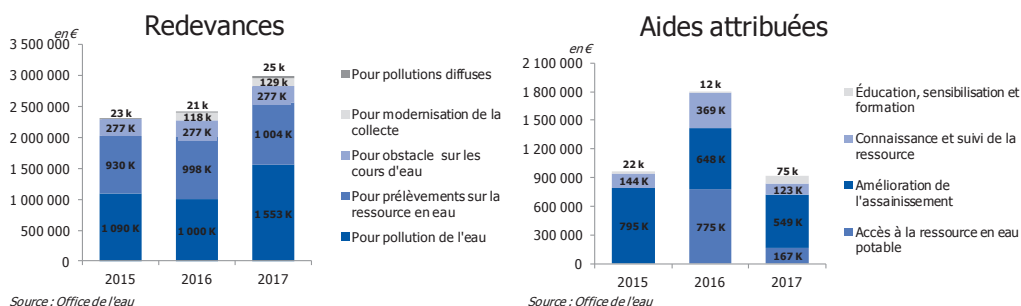 Redevances
en €
3 500 000
3 000 000
2 500 000
2 000 000
1 500 000
1 000 000
500 000
0
23 k
277 K
930 K
1 090 K
21 k
118 k
277 K
998 K
1 000 K
25 k
129 k
277 K
1 004 K
1 553 K
2015
2016
2017
Pour pollutions diffuses
Pour modernisation de la
collecte
Pour obstacle sur les
cours d'eau
Pour prélèvements sur la
ressource en eau
Pour pollution de l'eau
Source : Office de l'eau
Aides attribuées
en €
2 100 000
1 800 000
1 500 000
1 200 000
900 000
600 000
300 000
0
22 k
144 K
795 K
12 k
369 K
648 K
775 K
75 k
123 K
549 K
167 K
2015
2016
2017
Éducation, sensibilisation et
formation
Connaissance et suivi de la
ressource
Amélioration de
l'assainissement
Accès à la ressource en eau
potable
Source : Office de l'eau